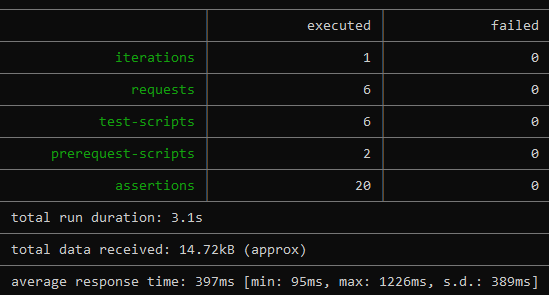 executed failed
iterations 1 0
requests 6 0
test-scripts 6 0
prerequest-scripts 2 0
assertions 20 0
total run duration: 3.1s
total data received: 14.72kB (approx)
average response time: 397ms [min: 95ms, max: 1226ms, s.d.: 389ms]